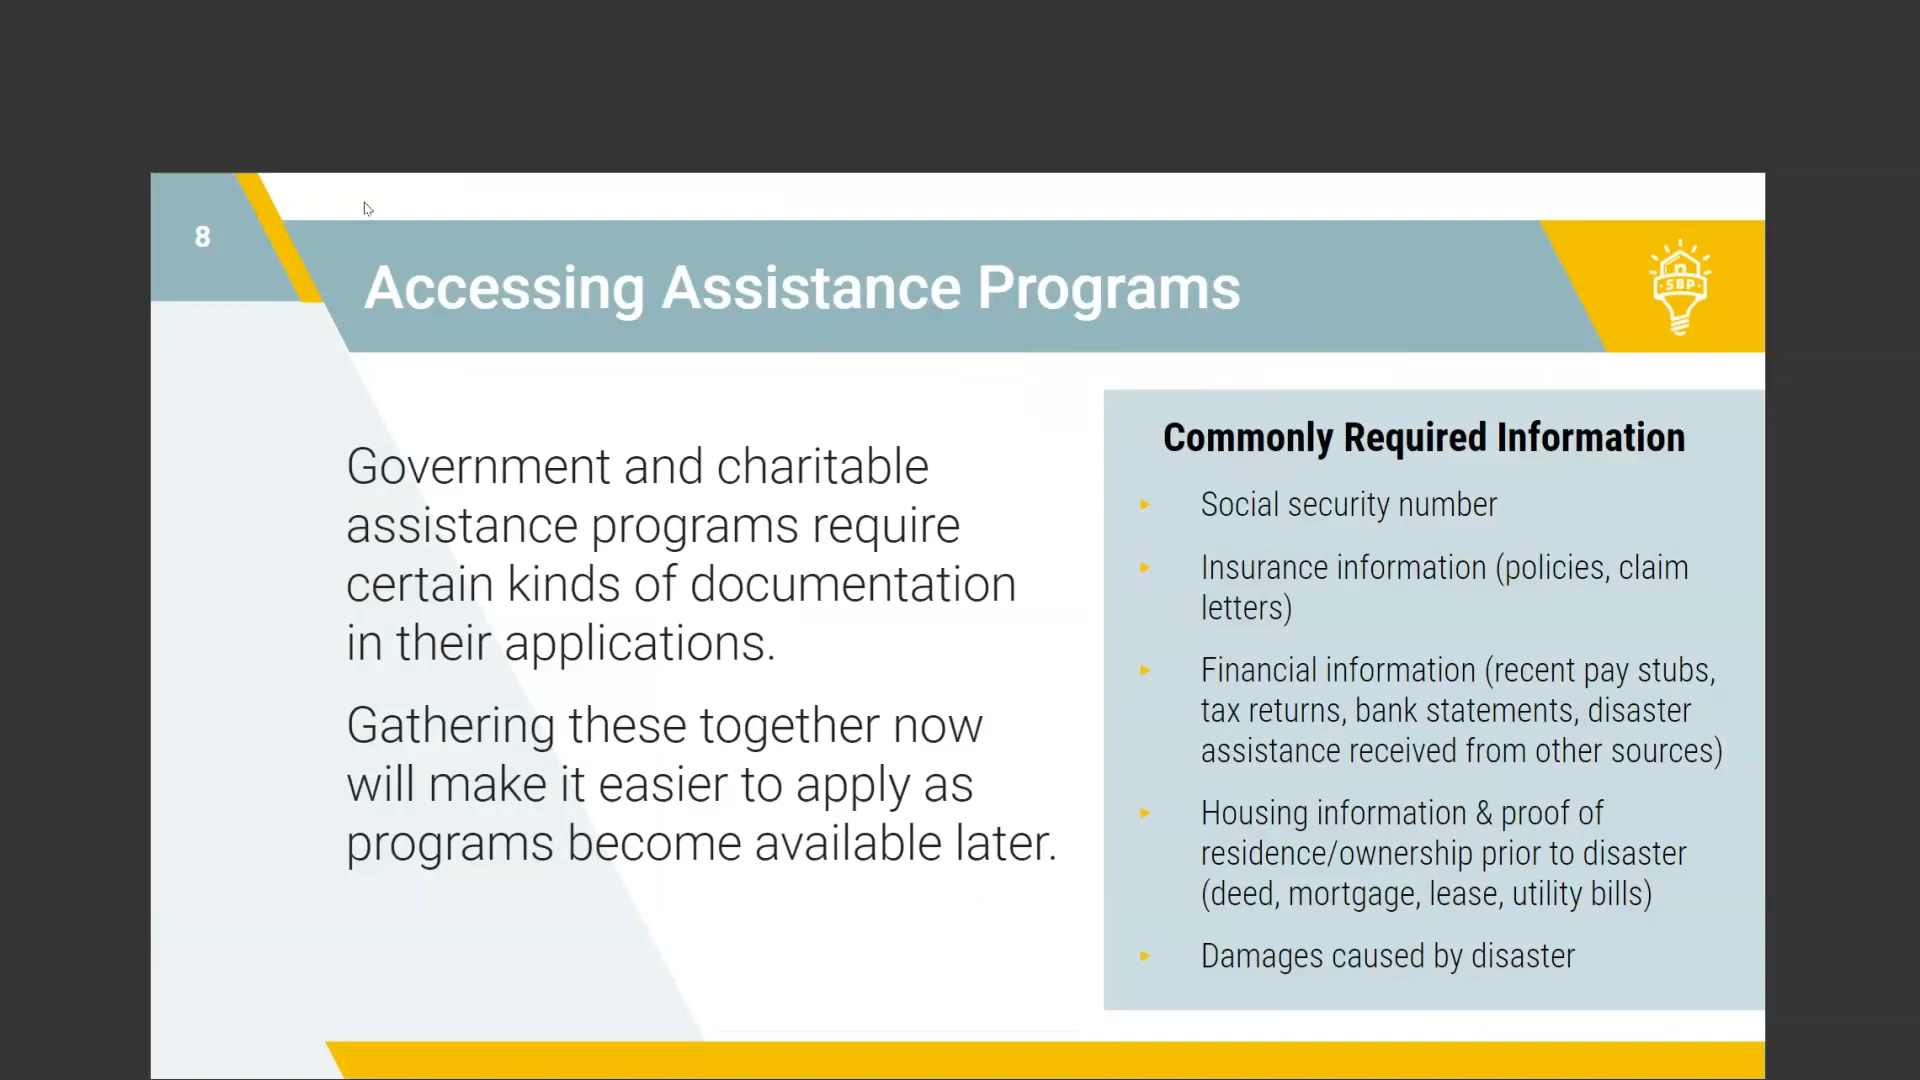 8
Accessing Assistance Programs
SBP
Government and charitable
assistance programs require
certain kinds of documentation
in their applications.
Gathering these together now
will make it easier to apply as
programs become available later.
Commonly Required Information
Social security number
Insurance information (policies, claim
letters)
Financial information (recent pay stubs,
tax returns, bank statements, disaster
assistance received from other sources)
Housing information & proof of
residence/ownership prior to disaster
(deed, mortgage, lease, utility bills)
Damages caused by disaster